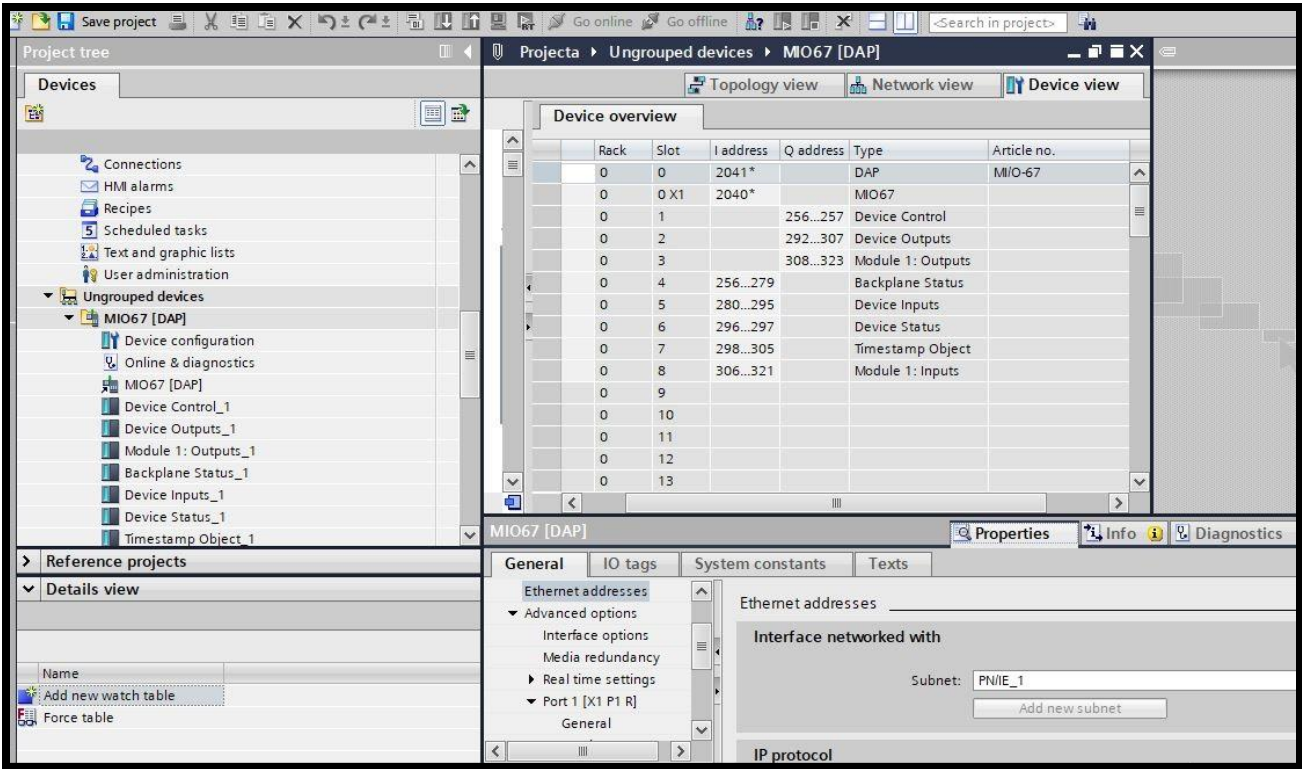 Save project Go online Go offline <Search in project>
Project tree
Projecta ▸ Ungrouped devices ▸ MIO67 [DAP]
Devices
Topology view Network view Device view
Device overview
Rack Slot I address Q address Type Article no.
0 0 2041* DAP MI/O-67
0 0 X1 2040* MIO67
0 1 256...257 Device Control
0 2 292...307 Device Outputs
0 3 308...323 Module 1: Outputs
0 4 256...279 Backplane Status
0 5 280...295 Device Inputs
0 6 296...297 Device Status
0 7 298...305 Timestamp Object
0 8 306...321 Module 1: Inputs
0 9
0 10
0 11
0 12
0 13
Connections
HMI alarms
Recipes
Scheduled tasks
Text and graphic lists
User administration
Ungrouped devices
MIO67 [DAP]
Device configuration
Online & diagnostics
MIO67 [DAP]
Device Control_1
Device Outputs_1
Module 1: Outputs_1
Backplane Status_1
Device Inputs_1
Device Status_1
Timestamp Object_1
Reference projects
Details view
Name
Add new watch table
Force table
MIO67 [DAP]
Properties Info Diagnostics
General IO tags System constants Texts
Ethernet addresses
Advanced options
Interface options
Media redundancy
Real time settings
Port 1 [X1 P1 R]
General
Ethernet addresses
Interface networked with
Subnet: PN/IE_1
Add new subnet
IP protocol